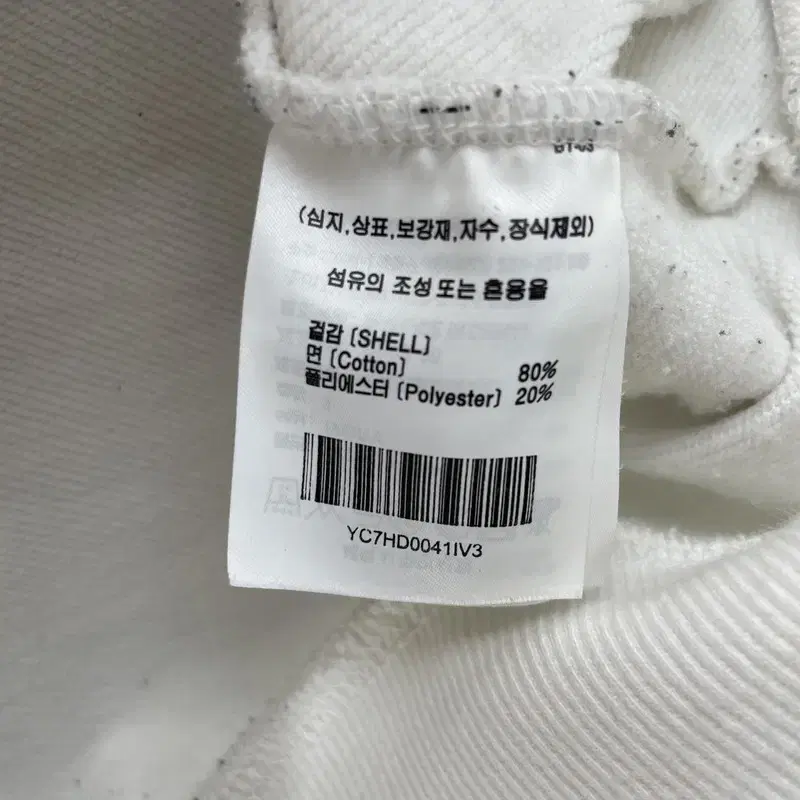 (심지,상표,보강재,자수,장식제외)
섬유의 조성 또는 혼용율
겉감 (SHELL)
면 (Cotton) 80%
폴리에스터 (Polyester) 20%
YC7HD0041IV3